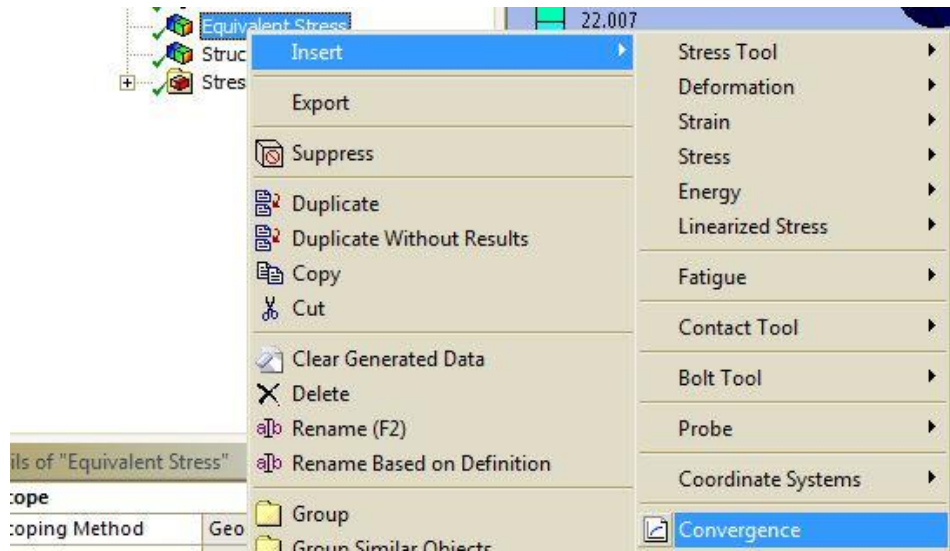 Equivalent Stress
22.007
Struc
Stres
Insert
Export
Suppress
Duplicate
Duplicate Without Results
Copy
Cut
Clear Generated Data
Delete
Rename (F2)
Rename Based on Definition
Group
Group Similar Objects
Stress Tool
Deformation
Strain
Stress
Energy
Linearized Stress
Fatigue
Contact Tool
Bolt Tool
Probe
Coordinate Systems
Convergence
ils of "Equivalent Stress"
cope
coping Method Geo